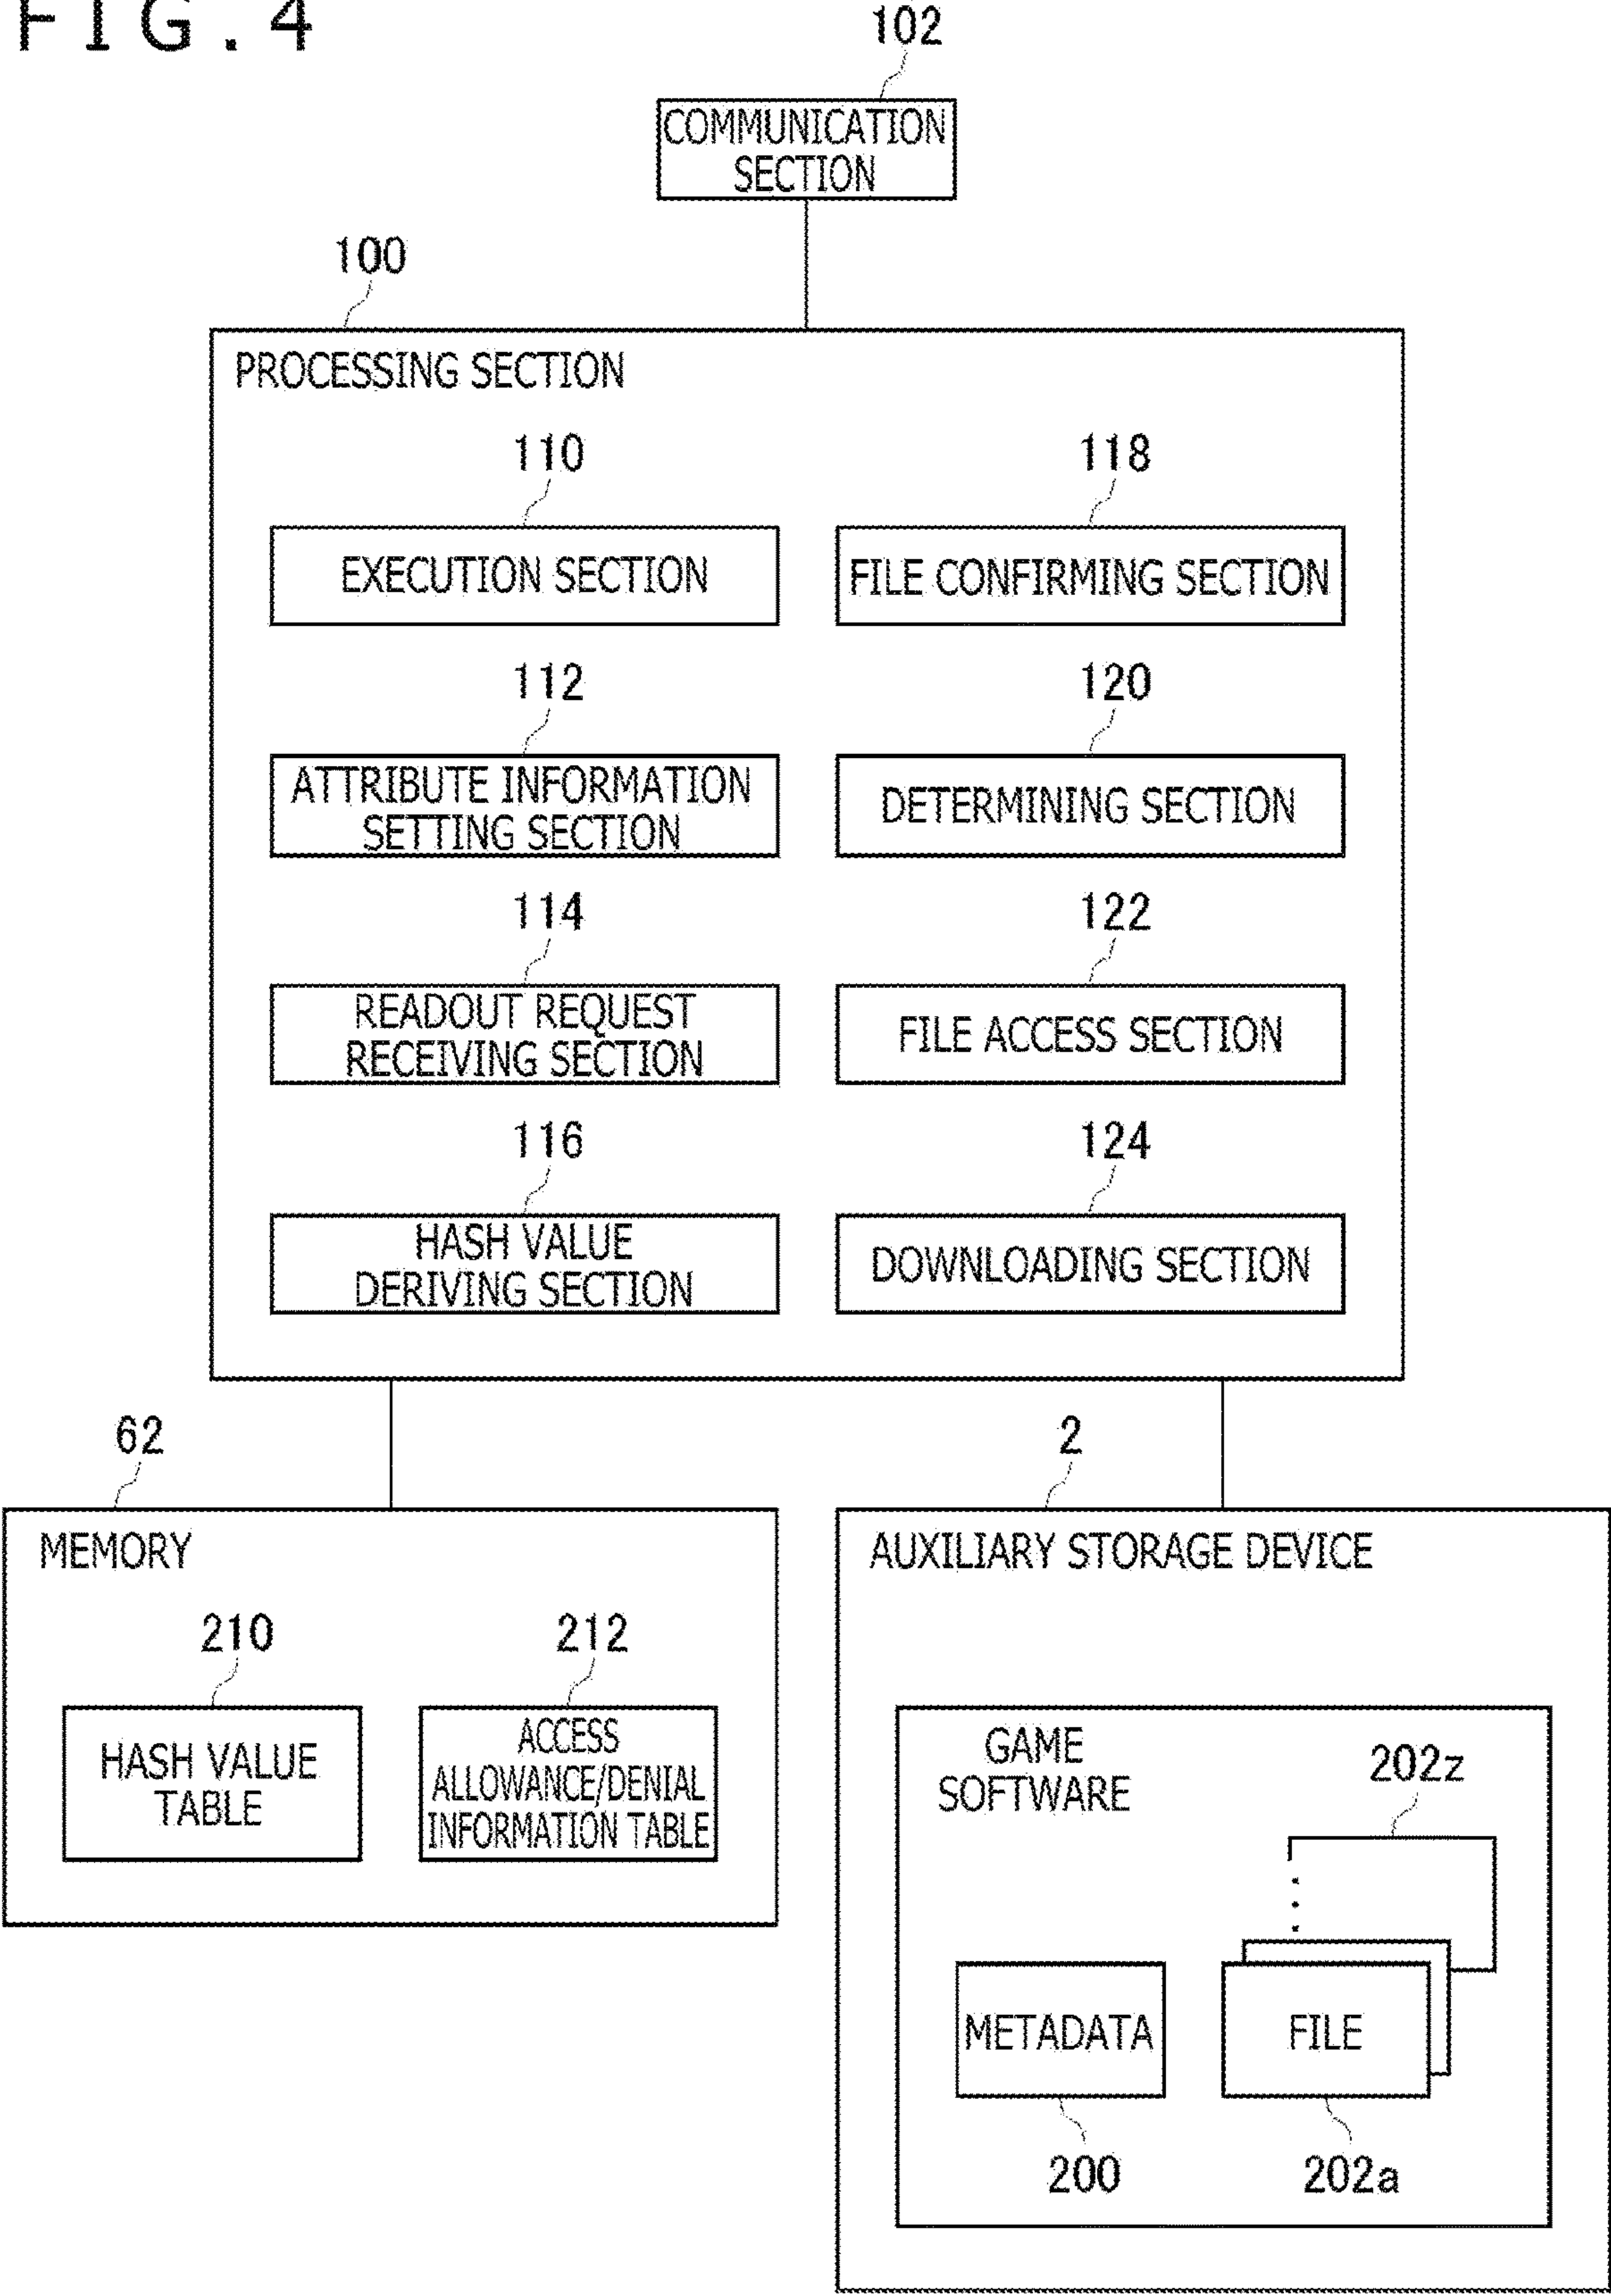 FIG.4
102
COMMUNICATION
SECTION
100
PROCESSING SECTION
110
EXECUTION SECTION
118
FILE CONFIRMING SECTION
112
ATTRIBUTE INFORMATION
SETTING SECTION
120
DETERMINING SECTION
114
READOUT REQUEST
RECEIVING SECTION
122
FILE ACCESS SECTION
116
HASH VALUE
DERIVING SECTION
124
DOWNLOADING SECTION
62
MEMORY
210
HASH VALUE
TABLE
212
ACCESS
ALLOWANCE/DENIAL
INFORMATION TABLE
2
AUXILIARY STORAGE DEVICE
GAME
SOFTWARE
202z
METADATA
200
FILE
202a